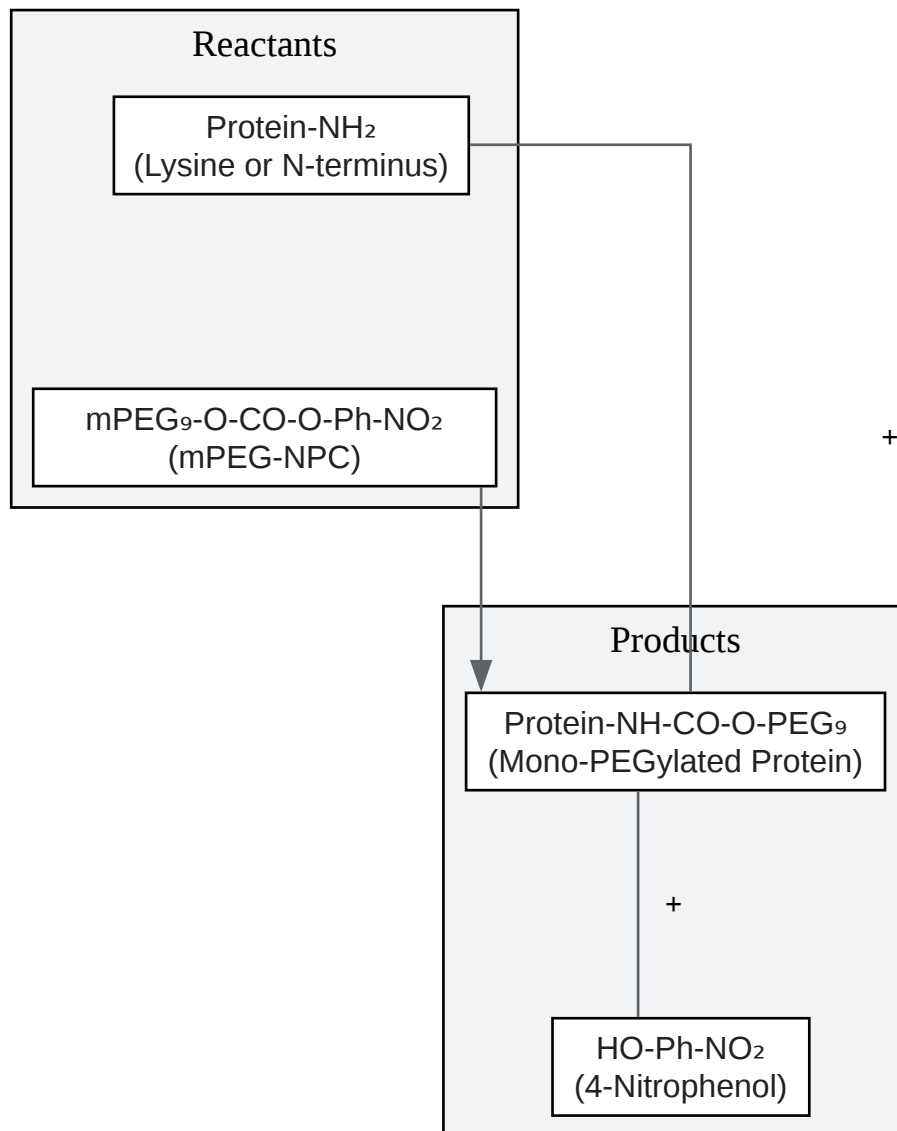 Reactants
Protein-NH₂
(Lysine or N-terminus)
mPEG₉-O-CO-O-Ph-NO₂
(mPEG-NPC)
+
Products
Protein-NH-CO-O-PEG₉
(Mono-PEGylated Protein)
+
HO-Ph-NO₂
(4-Nitrophenol)